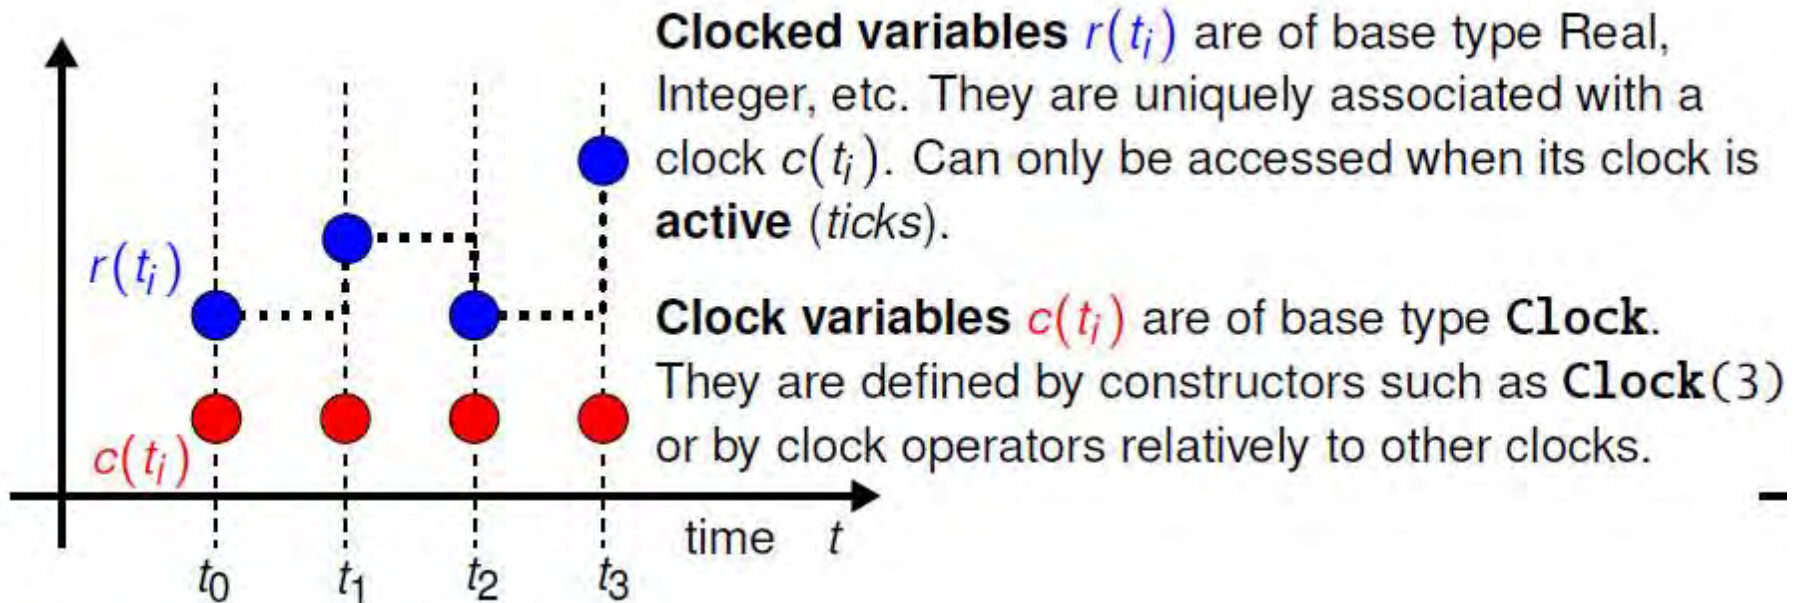 Clocked variables r(tᵢ) are of base type Real,
Integer, etc. They are uniquely associated with a
clock c(tᵢ). Can only be accessed when its clock is
active (ticks).
Clock variables c(tᵢ) are of base type Clock.
They are defined by constructors such as Clock(3)
or by clock operators relatively to other clocks.
r(tᵢ)
c(tᵢ)
time t
t₀ t₁ t₂ t₃